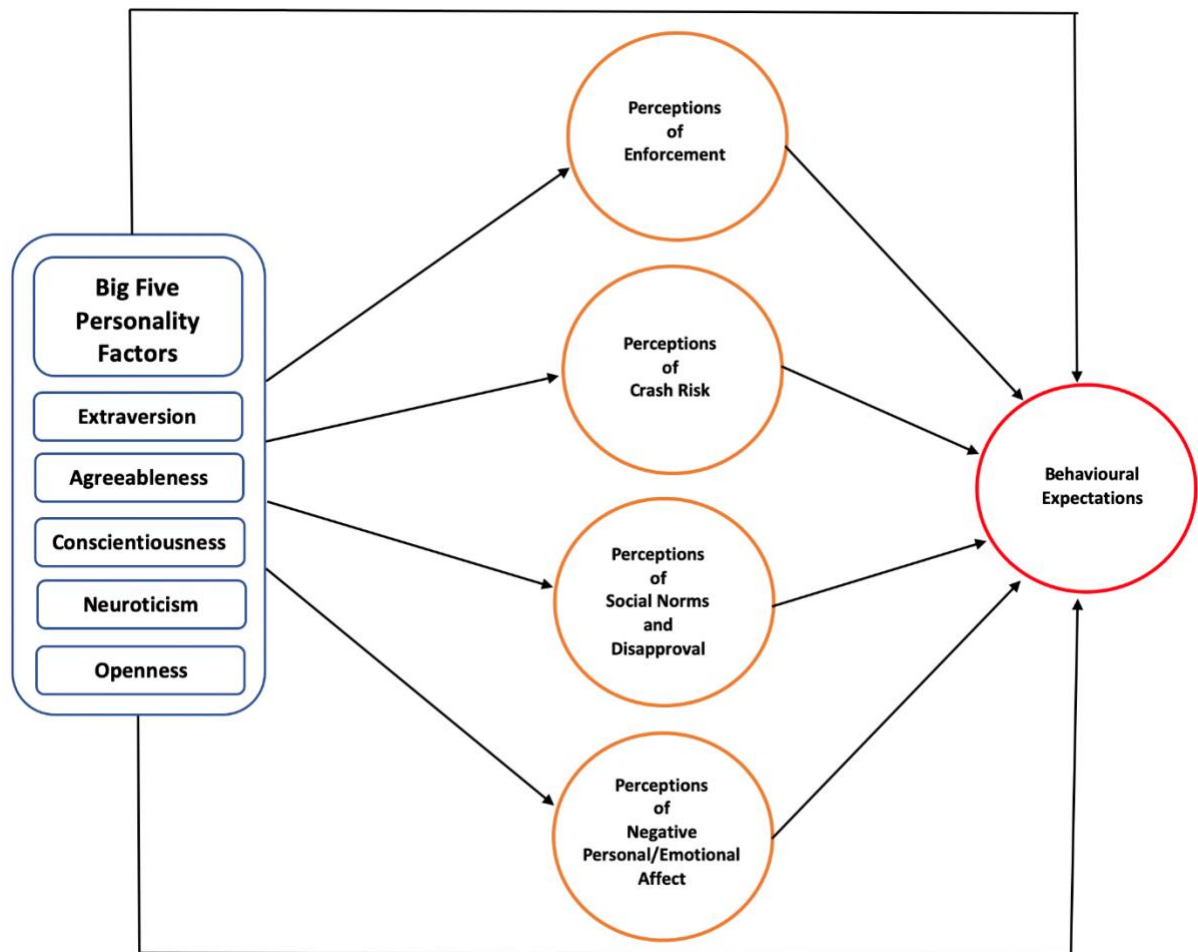 Big Five
Personality
Factors
Extraversion
Agreeableness
Conscientiousness
Neuroticism
Openness
Perceptions
of
Enforcement
Perceptions
of
Crash Risk
Perceptions
of
Social Norms
and
Disapproval
Perceptions
of
Negative
Personal/Emotional
Affect
Behavioural
Expectations